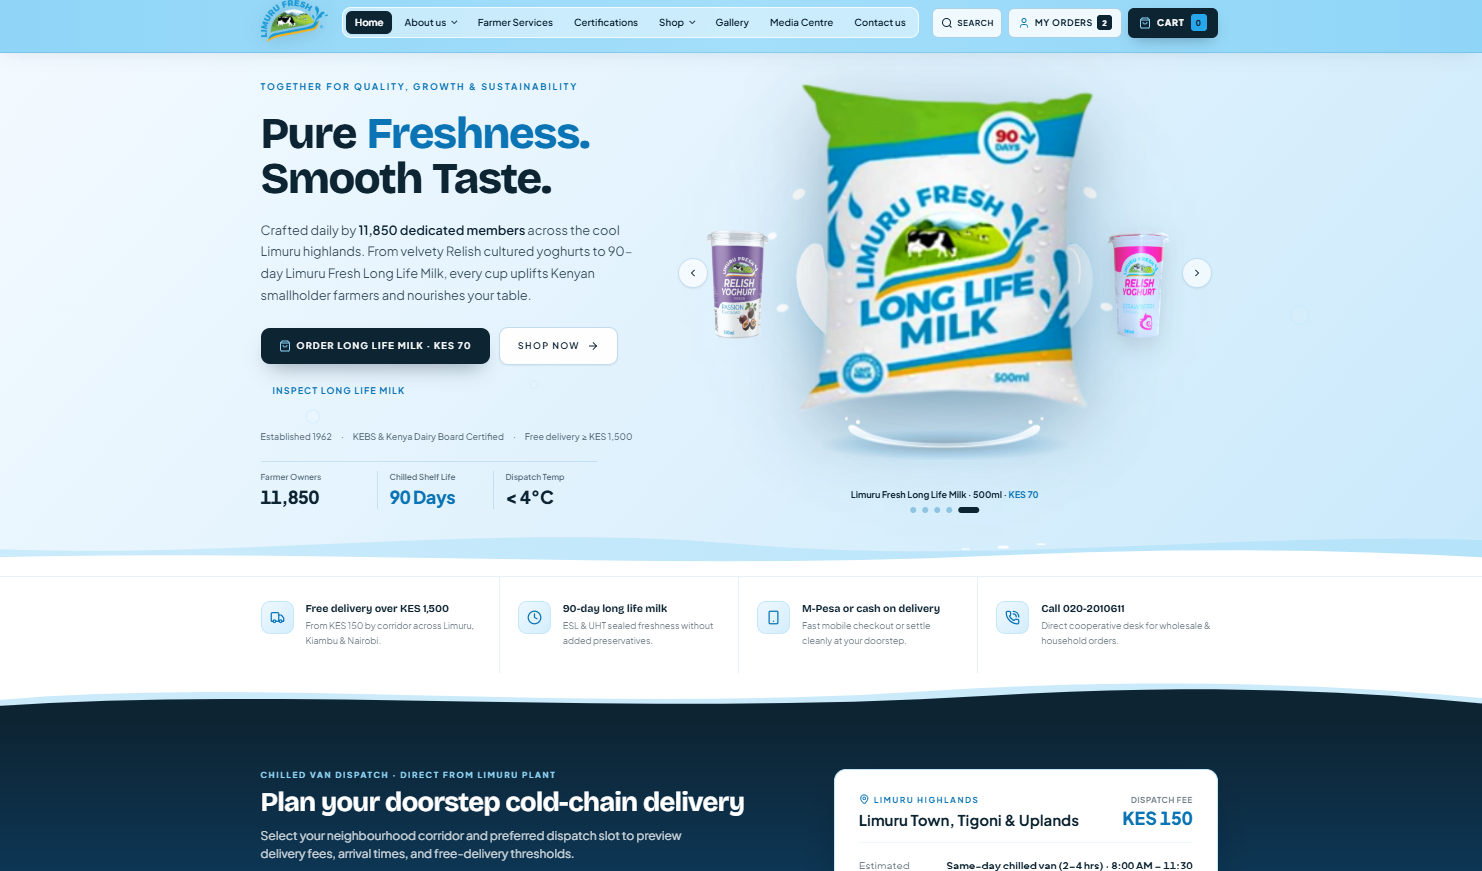 LIMURU FRESH
Home
About us
Farmer Services
Certifications
Shop
Gallery
Media Centre
Contact us
SEARCH
MY ORDERS 2
CART 0
TOGETHER FOR QUALITY, GROWTH & SUSTAINABILITY
Pure Freshness.
Smooth Taste.
Crafted daily by 11,850 dedicated members across the cool
Limuru highlands. From velvety Relish cultured yoghurts to 90–
day Limuru Fresh Long Life Milk, every cup uplifts Kenyan
smallholder farmers and nourishes your table.
ORDER LONG LIFE MILK · KES 70
SHOP NOW
INSPECT LONG LIFE MILK
Established 1962 · KEBS & Kenya Dairy Board Certified · Free delivery ≥ KES 1,500
Farmer Owners
11,850
Chilled Shelf Life
90 Days
Dispatch Temp
< 4°C
RELISH
YOGHURT
PASSION
90
DAYS
LIMURU FRESH
LONG LIFE
MILK
500ml
RELISH
YOGHURT
Limuru Fresh Long Life Milk · 500ml · KES 70
Free delivery over KES 1,500
From KES 150 by corridor across Limuru,
Kiambu & Nairobi.
90-day long life milk
ESL & UHT sealed freshness without
added preservatives.
M-Pesa or cash on delivery
Fast mobile checkout or settle
cleanly at your doorstep.
Call 020-2010611
Direct cooperative desk for wholesale &
household orders.
CHILLED VAN DISPATCH · DIRECT FROM LIMURU PLANT
Plan your doorstep cold-chain delivery
Select your neighbourhood corridor and preferred dispatch slot to preview
delivery fees, arrival times, and free-delivery thresholds.
LIMURU HIGHLANDS
Limuru Town, Tigoni & Uplands
DISPATCH FEE
KES 150
Estimated
Same-day chilled van (2–4 hrs) · 8:00 AM – 11:30